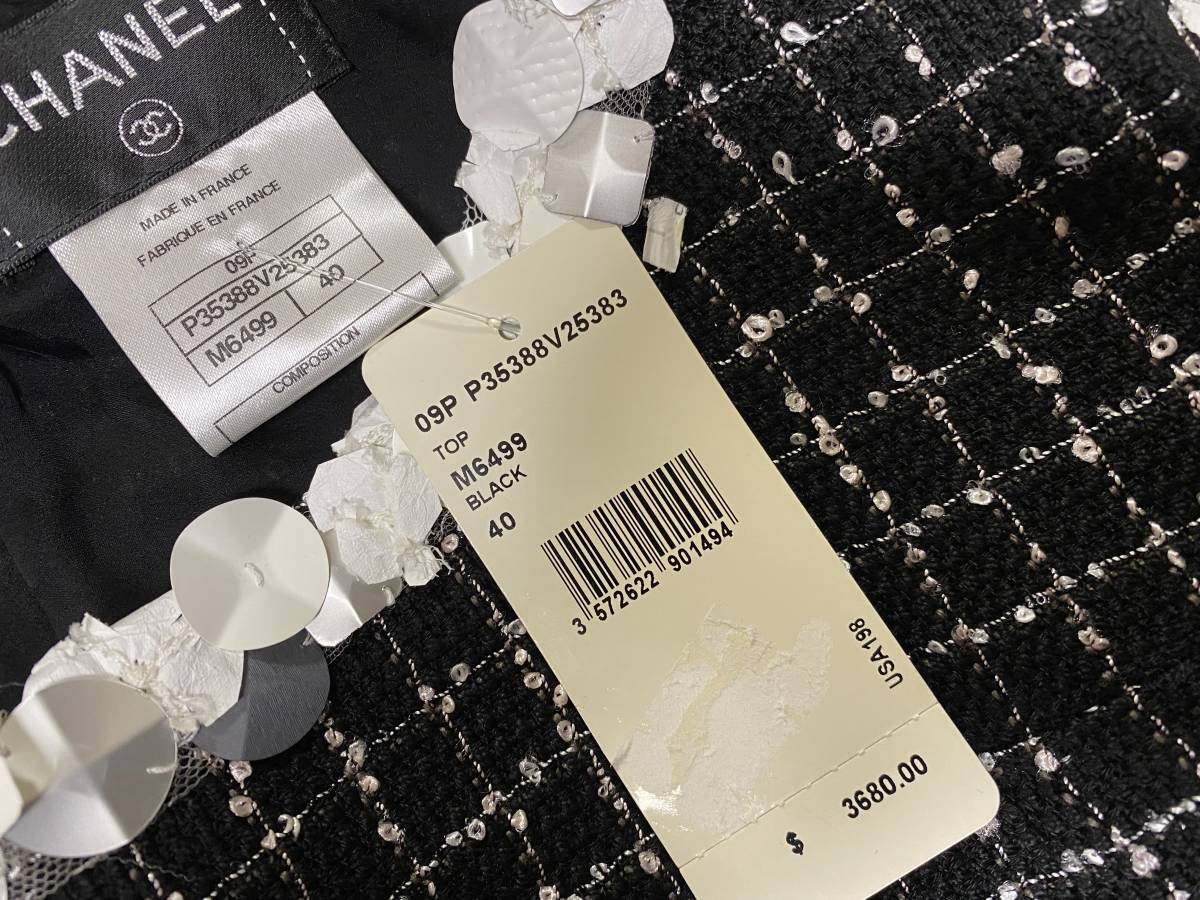 CHANEL
MADE IN FRANCE
FABRIQUE EN FRANCE
09P
P35388V25383
M6499 40
COMPOSITION
09P P35388V25383
TOP
M6499
BLACK
40
3 572622 901494
USA198
$ 3680.00